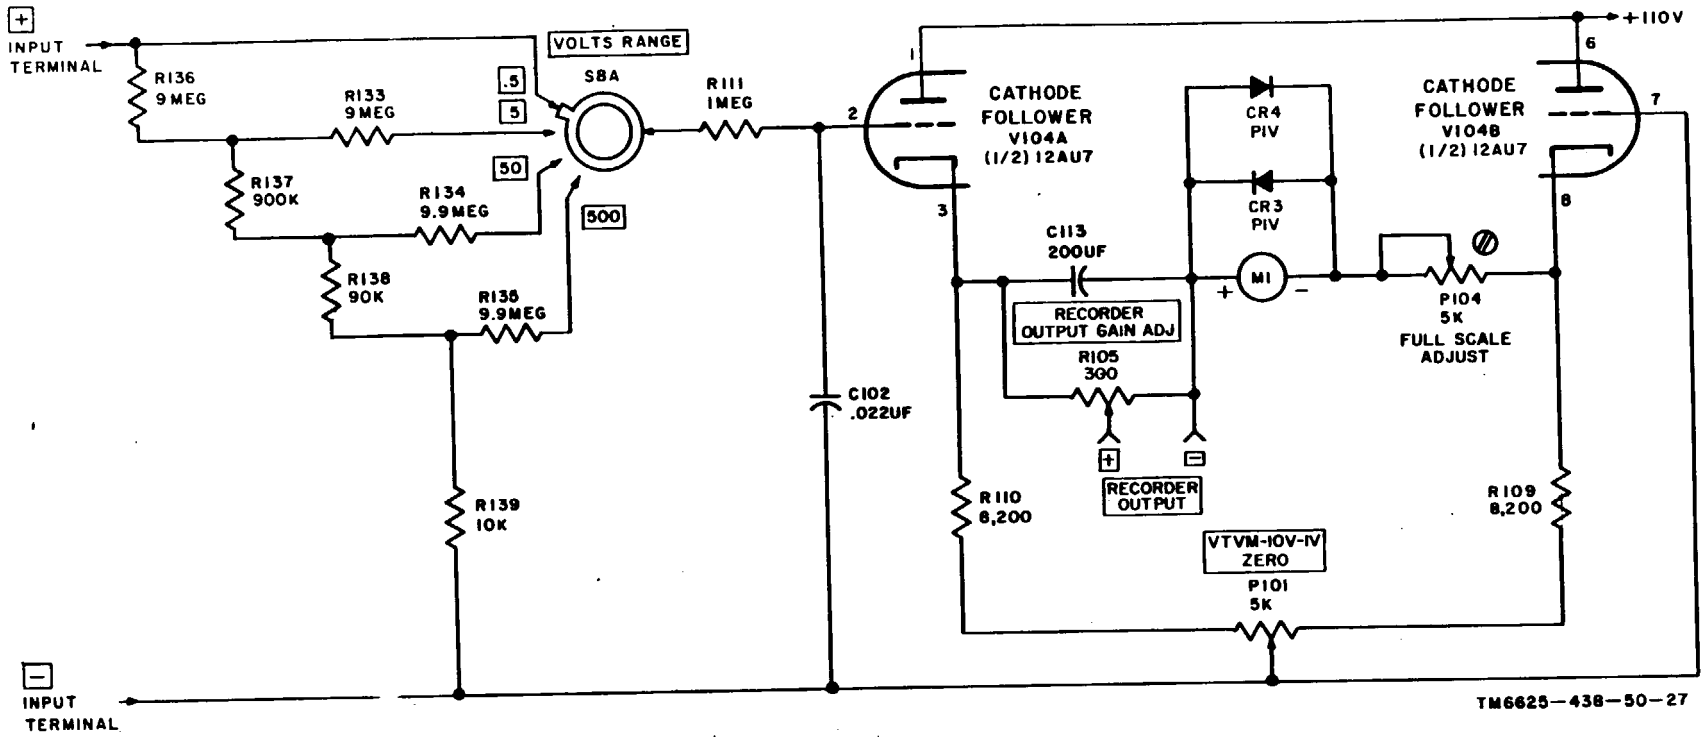 +
INPUT
TERMINAL
R136
9 MEG
R133
9 MEG
VOLTS RANGE
S8A
.5
5
50
500
R137
900K
R134
9.9MEG
R138
90K
R135
9.9MEG
R139
10K
R111
1MEG
C102
.022UF
1
2
3
CATHODE
FOLLOWER
V104A
(1/2) 12AU7
CR4
PIV
CR3
PIV
C113
200UF
RECORDER
OUTPUT GAIN ADJ
R105
300
+
−
RECORDER
OUTPUT
+ M1 −
CATHODE
FOLLOWER
V104B
(1/2) 12AU7
+110V
6
7
8
P104
5K
FULL SCALE
ADJUST
R110
8,200
R109
8,200
VTVM-10V-1V
ZERO
P101
5K
−
INPUT
TERMINAL
TM6625-438-50-27